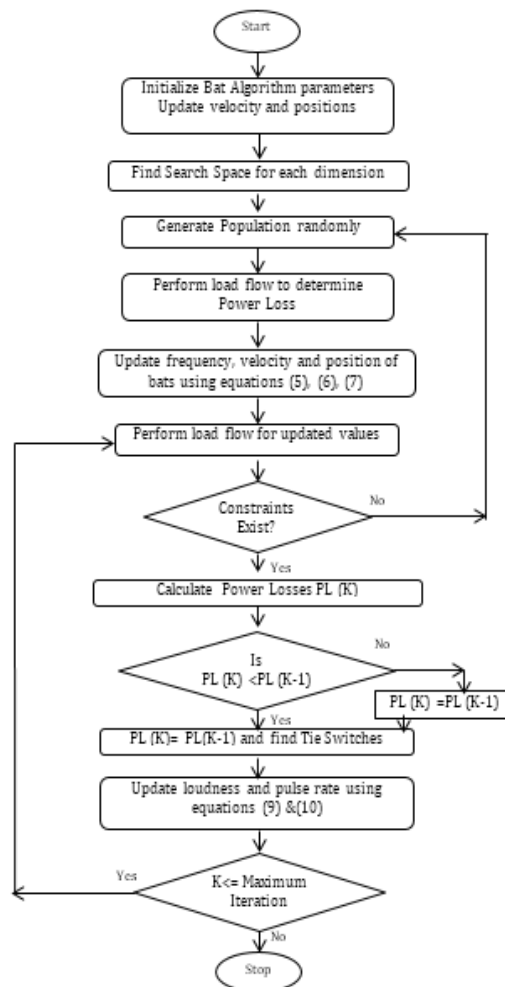 Start
Initialize Bat Algorithm parameters
Update velocity and positions
Find Search Space for each dimension
Generate Population randomly
Perform load flow to determine
Power Loss
Update frequency, velocity and position of
bats using equations (5), (6), (7)
Perform load flow for updated values
Constraints
Exist?
No
Yes
Calculate Power Losses PL (K)
Is
PL (K) <PL (K-1)
No
PL (K) =PL (K-1)
Yes
PL (K)= PL(K-1) and find Tie Switches
Update loudness and pulse rate using
equations (9) &(10)
K<= Maximum
Iteration
Yes
No
Stop